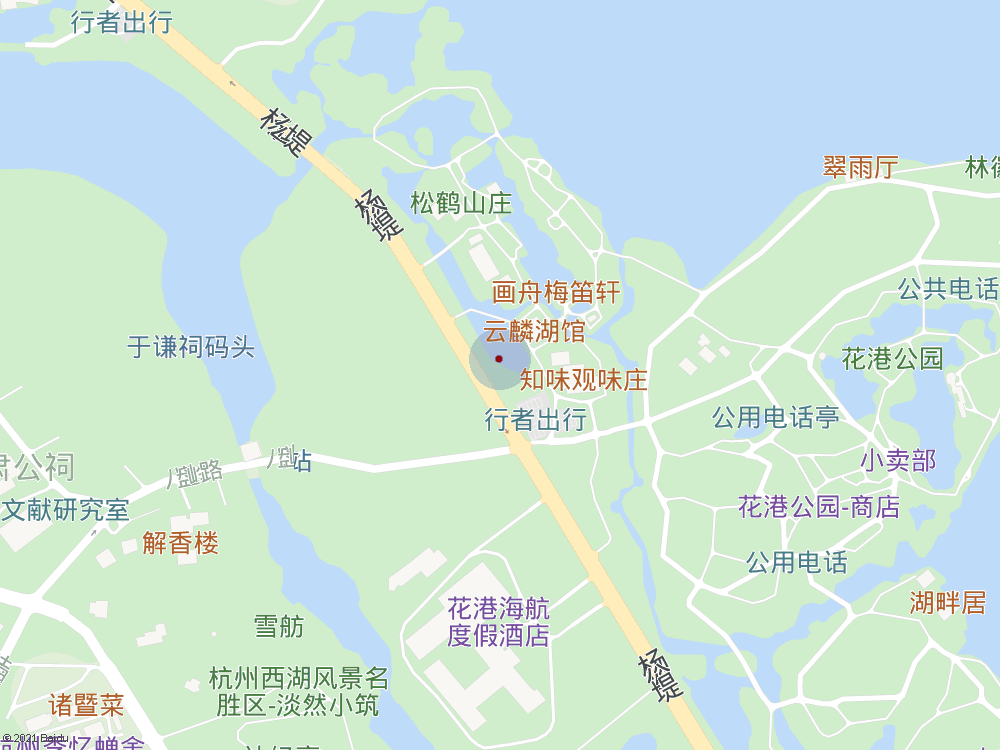 行者出行
杨堤
翠雨厅
杨堤
松鹤山庄
公共电话
画舟梅笛轩
云麟湖馆
于谦祠码头
花港公园
知味观味庄
行者出行
公用电话亭
站
小卖部
肃公祠
文献研究室
花港公园-商店
解香楼
公用电话
花港海航
度假酒店
湖畔居
雪舫
杨堤
杭州西湖风景名
胜区-淡然小筑
诸暨菜
© 2021 Baidu